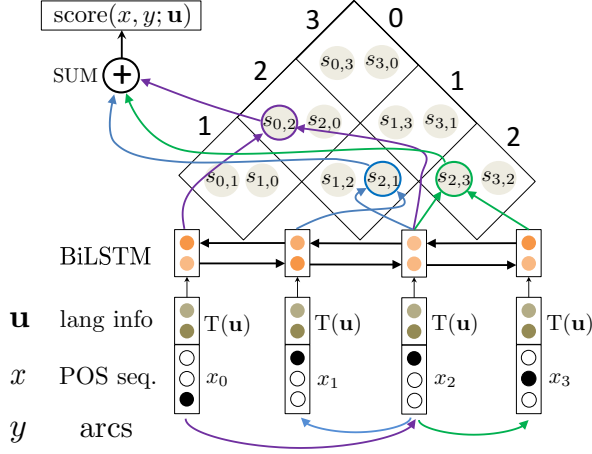 score(x, y; u)
3 0
SUM + 2 s0,3 s3,0 1
1 s0,2 s2,0 s1,3 s3,1 2
s0,1 s1,0 s1,2 s2,1 s2,3 s3,2
BiLSTM
u lang info T(u) T(u) T(u) T(u)
x POS seq. x0 x1 x2 x3
y arcs